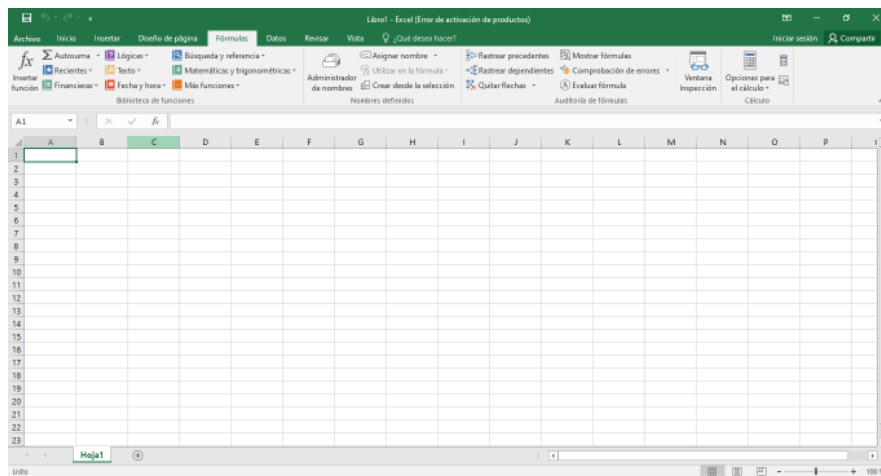 Libro1 - Excel (Error de activación de productos)
Archivo Inicio Insertar Diseño de página Fórmulas Datos Revisar Vista ¿Qué desea hacer? Iniciar sesión Compartir
fx Insertar función
Σ Autosuma
Recientes
Financieras
Lógicas
Texto
Fecha y hora
Búsqueda y referencia
Matemáticas y trigonométricas
Más funciones
Biblioteca de funciones
Administrador de nombres
Asignar nombre
Utilizar en la fórmula
Crear desde la selección
Nombres definidos
Rastrear precedentes
Rastrear dependientes
Quitar flechas
Mostrar fórmulas
Comprobación de errores
Evaluar fórmula
Auditoría de fórmulas
Ventana Inspección
Opciones para el cálculo
Cálculo
A1 fx
A B C D E F G H I J K L M N O P
1
2
3
4
5
6
7
8
9
10
11
12
13
14
15
16
17
18
19
20
21
22
23
Hoja1
Listo 100